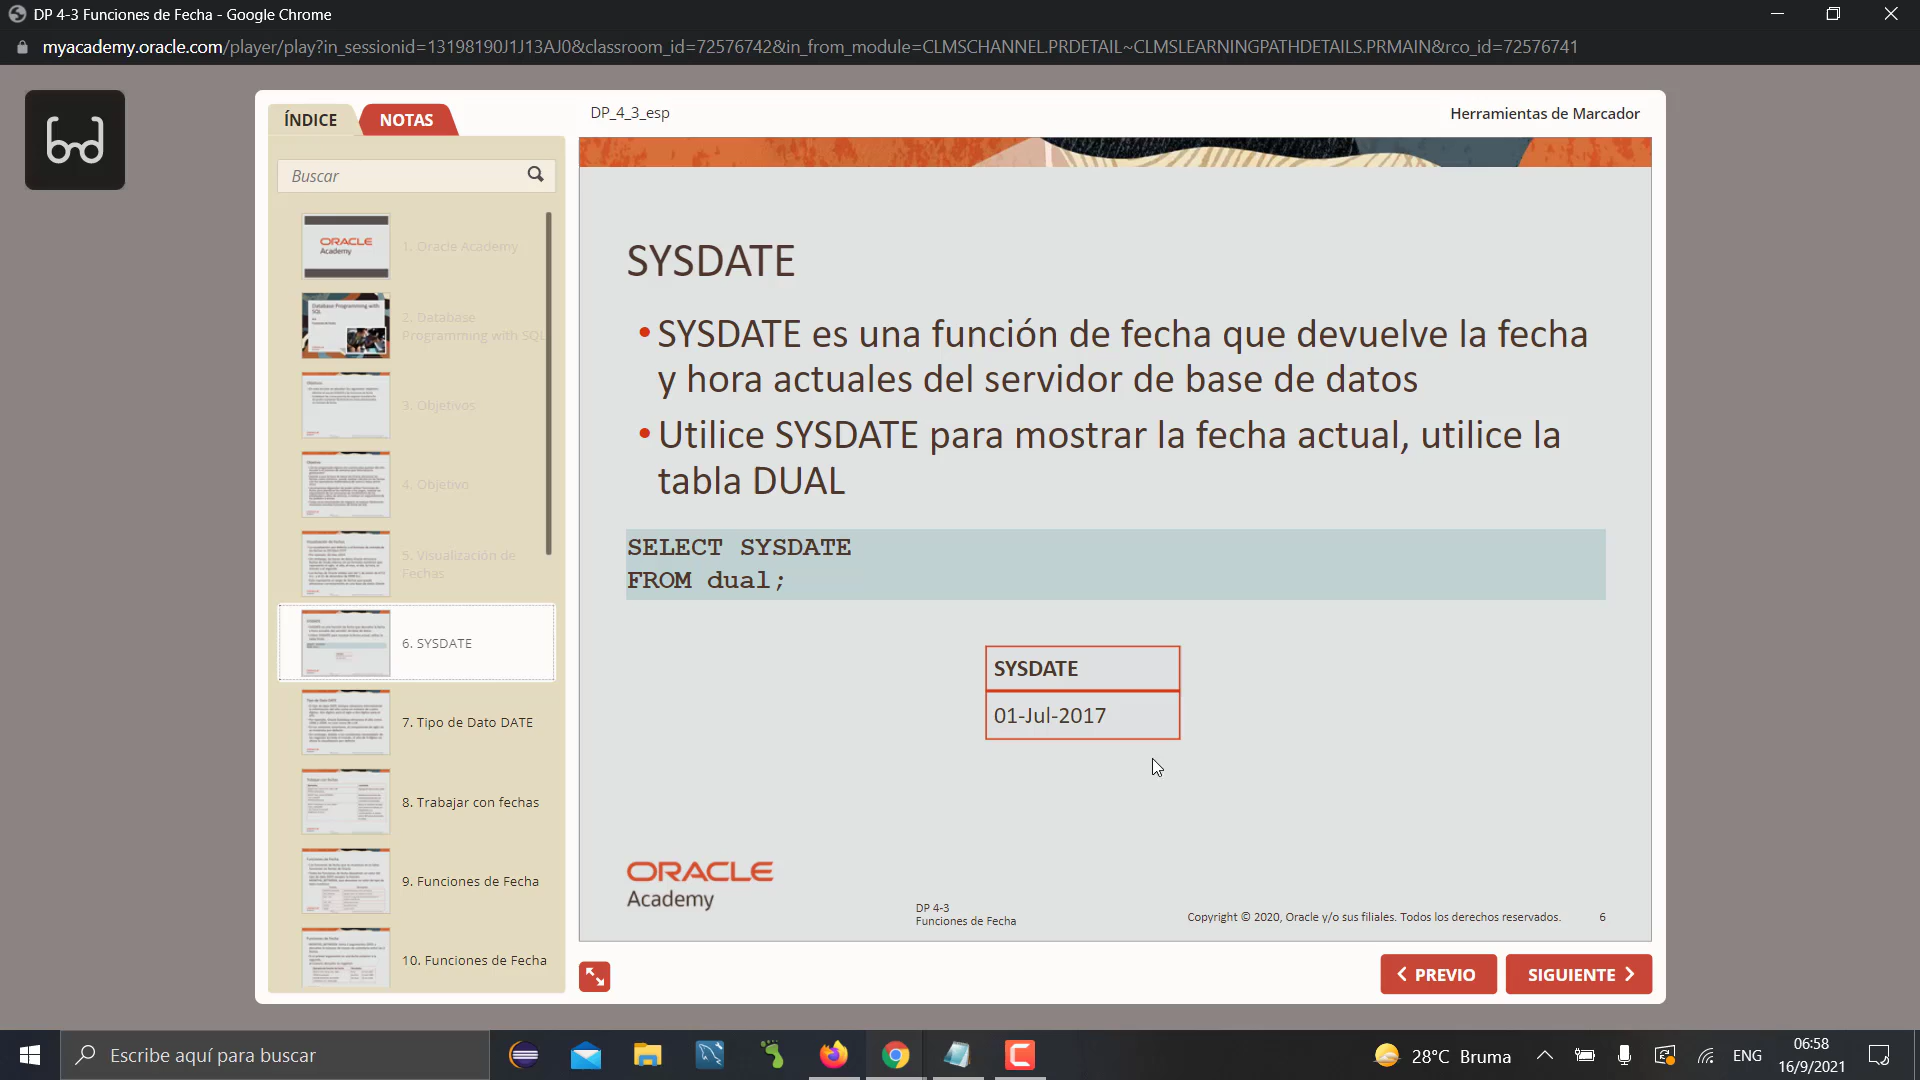 DP 4-3 Funciones de Fecha - Google Chrome
myacademy.oracle.com/player/play?in_sessionid=13198190J1J13AJ0&classroom_id=72576742&in_from_module=CLMSCHANNEL.PRDETAIL~CLMSLEARNINGPATHDETAILS.PRMAIN&rco_id=72576741
ÍNDICE
NOTAS
DP_4_3_esp
Herramientas de Marcador
Buscar
ORACLE
Academy
1. Oracle Academy
Database Programming with SQL
2. Database
Programming with SQL
3. Objetivos
4. Objetivo
5. Visualización de
Fechas
6. SYSDATE
7. Tipo de Dato DATE
8. Trabajar con fechas
9. Funciones de Fecha
10. Funciones de Fecha
SYSDATE
•SYSDATE es una función de fecha que devuelve la fecha
y hora actuales del servidor de base de datos
•Utilice SYSDATE para mostrar la fecha actual, utilice la
tabla DUAL
SELECT SYSDATE
FROM dual;
SYSDATE
01-Jul-2017
ORACLE
Academy
DP 4-3
Funciones de Fecha
Copyright © 2020, Oracle y/o sus filiales. Todos los derechos reservados.
6
PREVIO
SIGUIENTE
Escribe aquí para buscar
28°C Bruma
ENG
06:58
16/9/2021